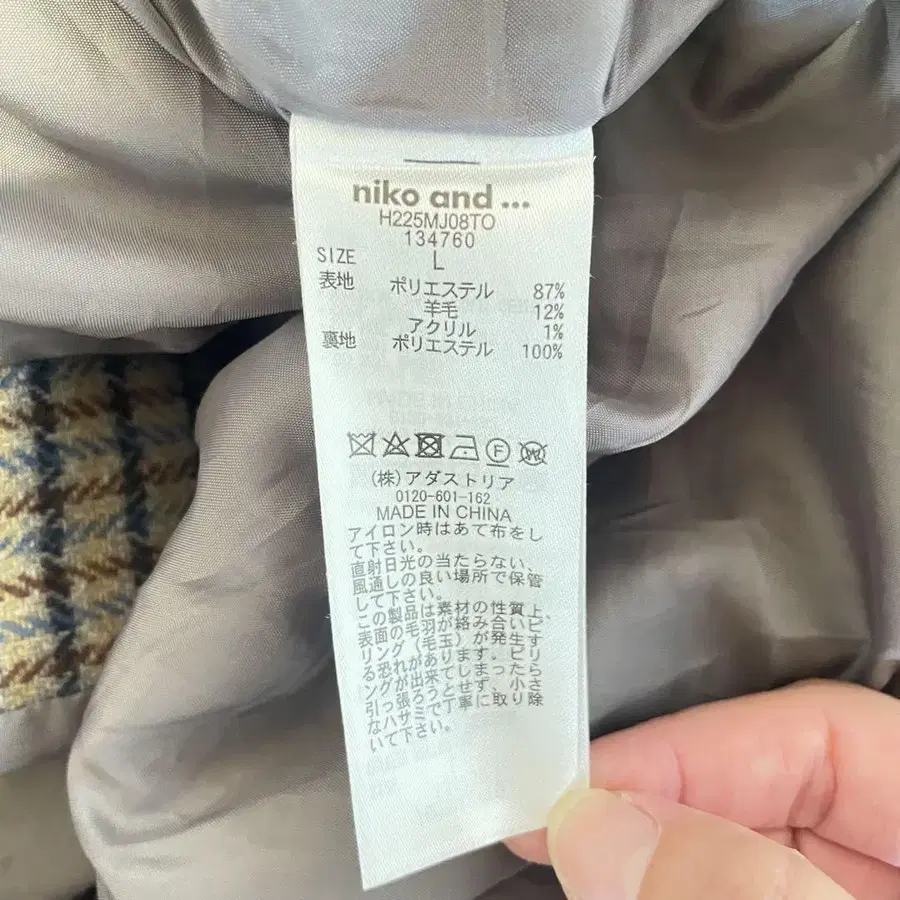 niko and ...
H225MJ08TO
134760
SIZE L
表地 ポリエステル 87%
羊毛 12%
アクリル 1%
裏地 ポリエステル 100%
F W
(株)アダストリア
0120-601-162
MADE IN CHINA
アイロン時はあて布をし
て下さい。
直射日光の当たらない、
風通しの良い場所で保管
して下さい。
この製品は素材の性質上、
表面の毛羽が絡み合いピ
リング(毛玉)が発生す
る恐れがあります。ピリ
ングが出来てしまったら
引っ張ろうとせず、小さ
なハサミで丁寧に取り除
いて下さい。